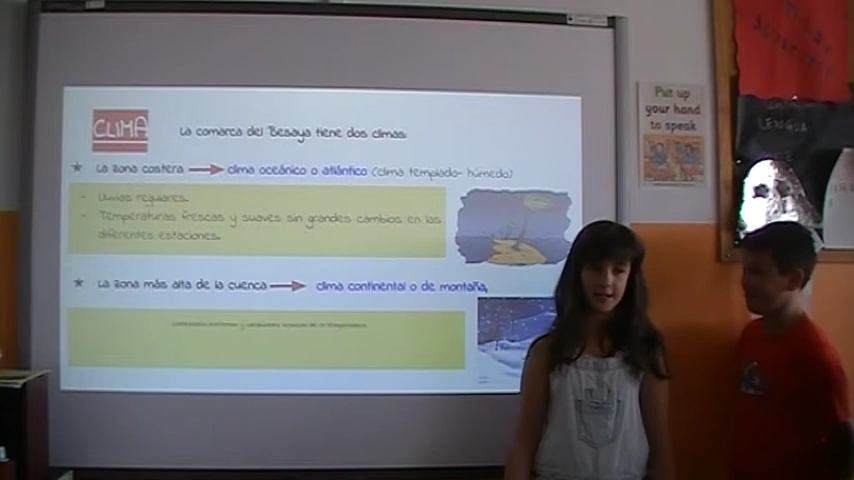 CLIMA
La comarca del Besaya tiene dos climas:
La zona costera clima oceánico o atlántico (clima templado- húmedo)
- Lluvias regulares.
- Temperaturas frescas y suaves sin grandes cambios en las
diferentes estaciones.
La zona más alta de la cuenca clima continental o de montaña,
Put up
your hand
to speak
LENGUA